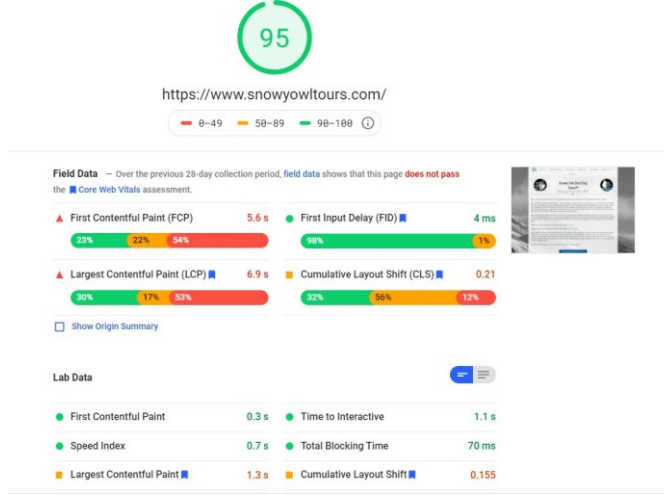 95
https://www.snowyowltours.com/
0-49 50-89 90-100
Field Data — Over the previous 28-day collection period, field data shows that this page does not pass
the Core Web Vitals assessment.
First Contentful Paint (FCP) 5.6 s
23% 22% 54%
First Input Delay (FID) 4 ms
98% 1%
Largest Contentful Paint (LCP) 6.9 s
30% 17% 53%
Cumulative Layout Shift (CLS) 0.21
32% 56% 12%
Show Origin Summary
Lab Data
First Contentful Paint 0.3 s
Time to Interactive 1.1 s
Speed Index 0.7 s
Total Blocking Time 70 ms
Largest Contentful Paint 1.3 s
Cumulative Layout Shift 0.155